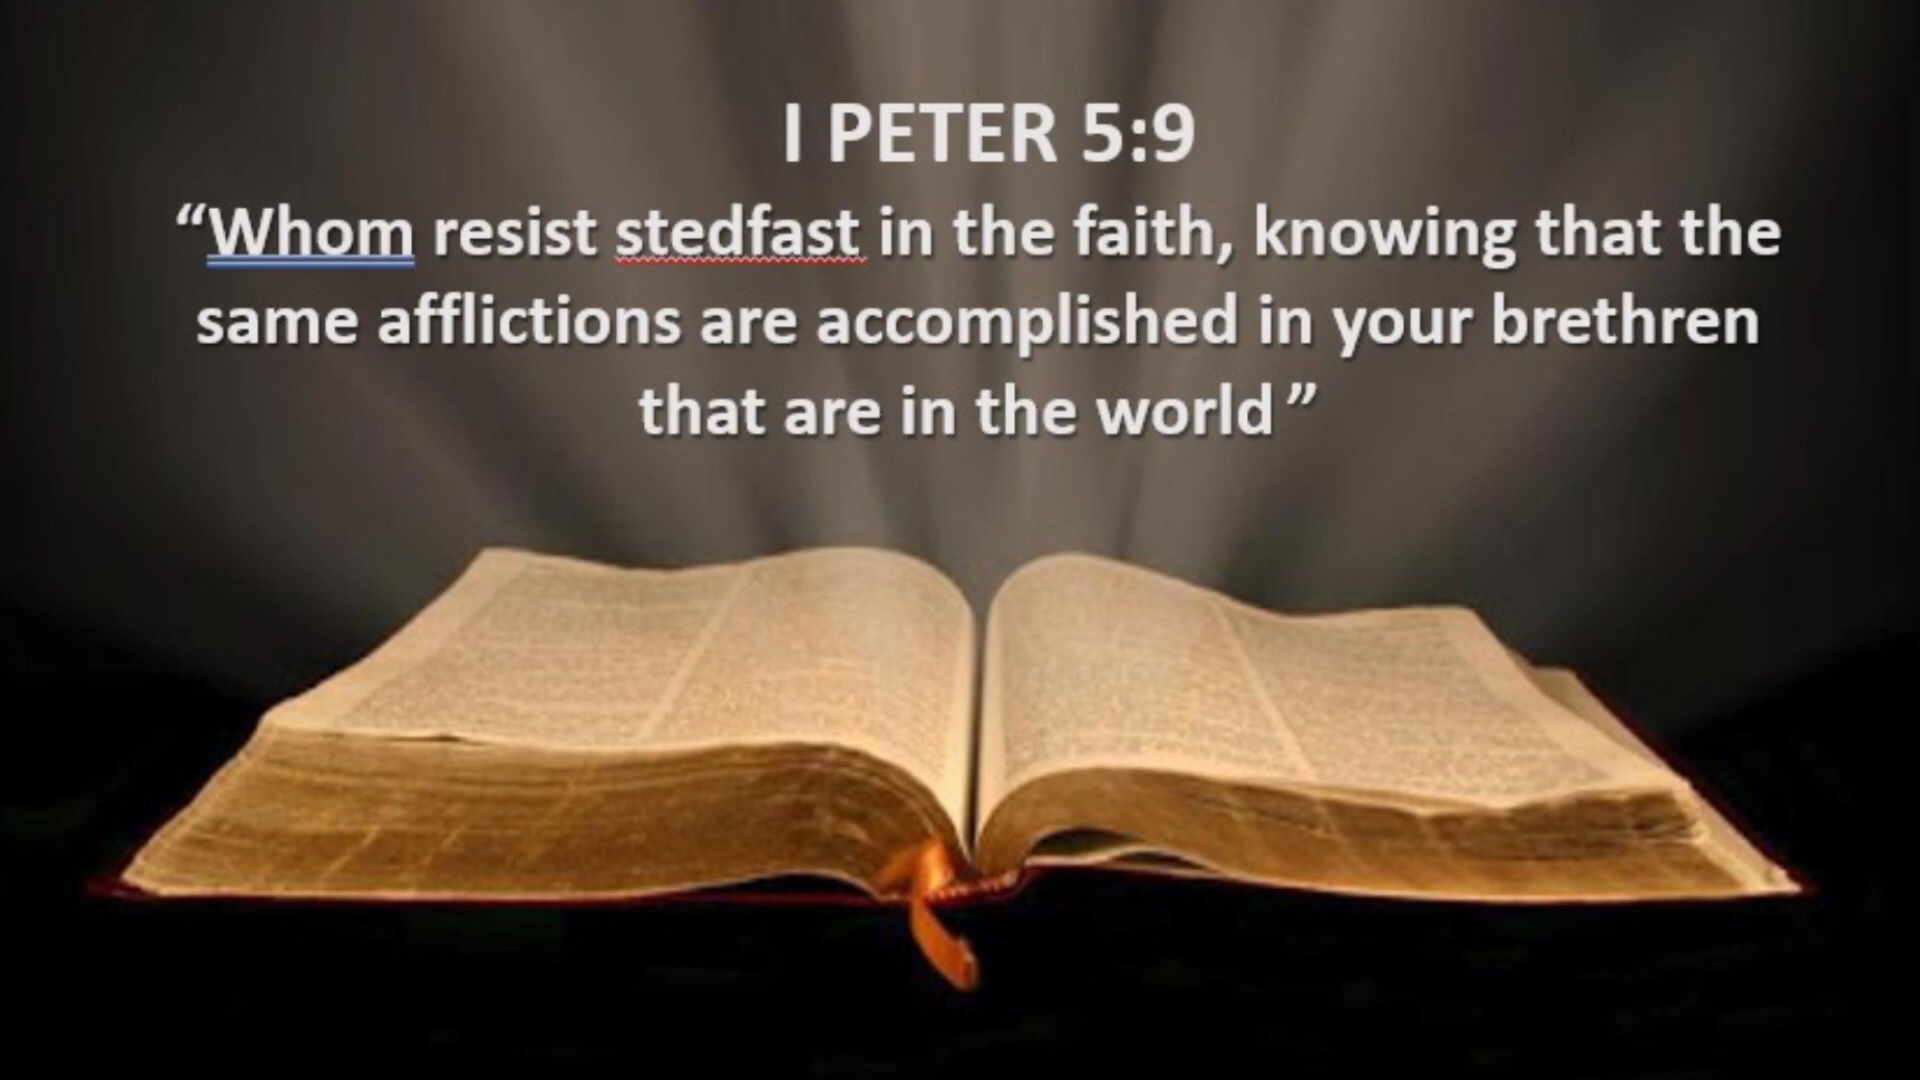 I PETER 5:9
“Whom resist stedfast in the faith, knowing that the
same afflictions are accomplished in your brethren
that are in the world ”